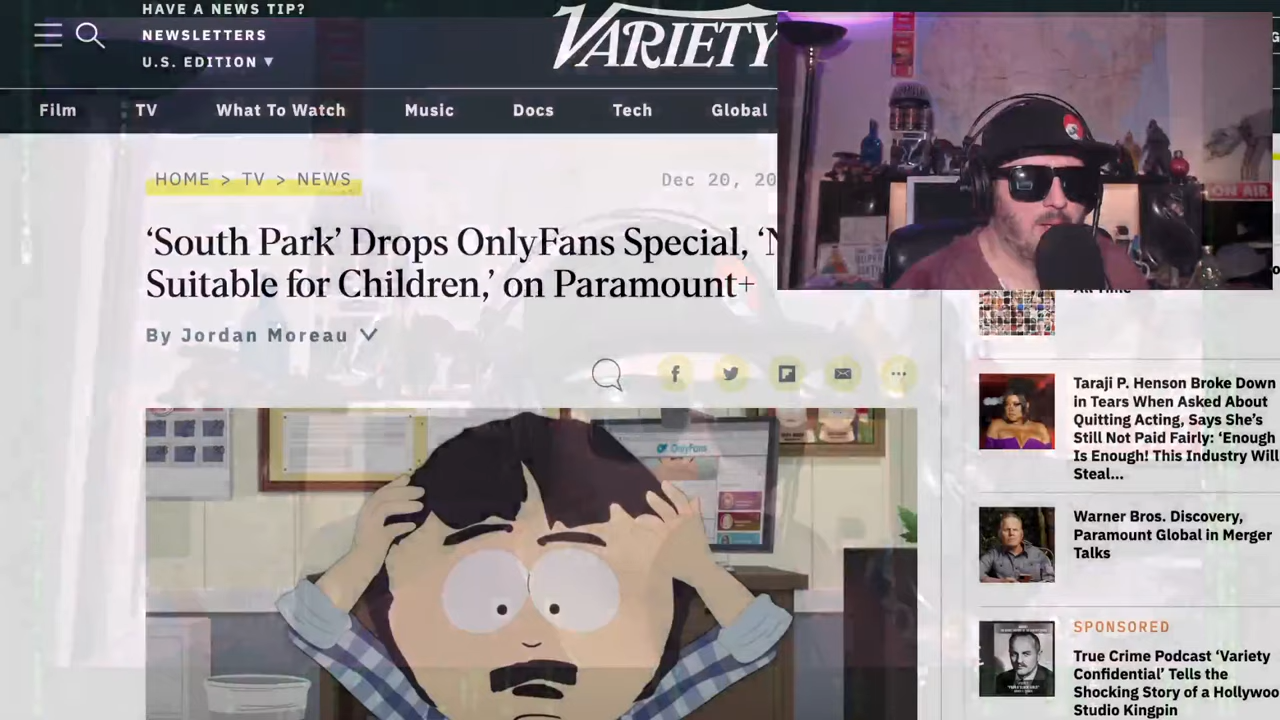 HAVE A NEWS TIP?
NEWSLETTERS
U.S. EDITION ▼
VARIETY
Film TV What To Watch Music Docs Tech Global
HOME > TV > NEWS
Dec 20, 20
‘South Park’ Drops OnlyFans Special, ‘N
Suitable for Children,’ on Paramount+
By Jordan Moreau
OnlyFans
ON AIR
All Time
Taraji P. Henson Broke Down
in Tears When Asked About
Quitting Acting, Says She’s
Still Not Paid Fairly: ‘Enough
Is Enough! This Industry Will
Steal...
Warner Bros. Discovery,
Paramount Global in Merger
Talks
SPONSORED
True Crime Podcast ‘Variety
Confidential’ Tells the
Shocking Story of a Hollywoo
Studio Kingpin